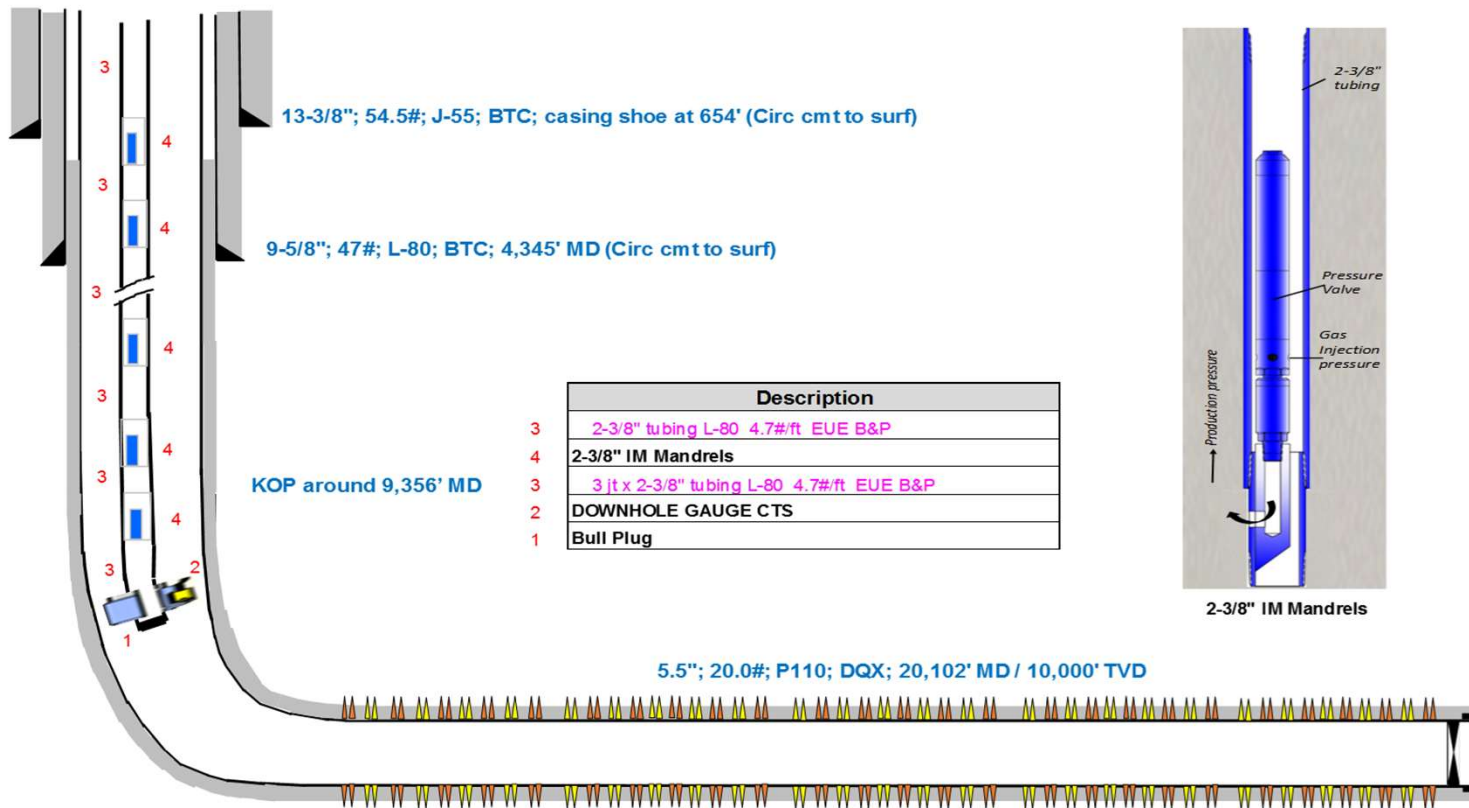 3
13-3/8"; 54.5#; J-55; BTC; casing shoe at 654' (Circ cmt to surf)
4
3
4
9-5/8"; 47#; L-80; BTC; 4,345' MD (Circ cmt to surf)
3
4
3
4
3
KOP around 9,356' MD
4
3
2
1
Description
3 2-3/8" tubing L-80 4.7#/ft EUE B&P
4 2-3/8" IM Mandrels
3 3 jt x 2-3/8" tubing L-80 4.7#/ft EUE B&P
2 DOWNHOLE GAUGE CTS
1 Bull Plug
2-3/8"
tubing
Pressure
Valve
Gas
Injection
pressure
Production pressure
2-3/8" IM Mandrels
5.5"; 20.0#; P110; DQX; 20,102' MD / 10,000' TVD